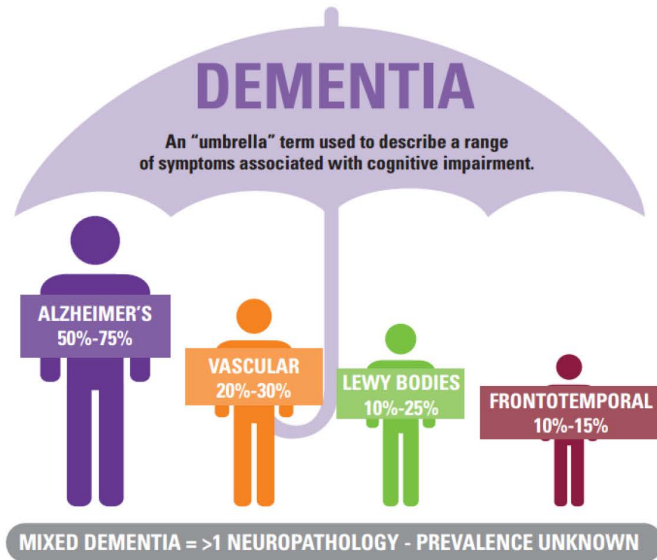 DEMENTIA
An “umbrella” term used to describe a range
of symptoms associated with cognitive impairment.
ALZHEIMER’S
50%-75%
VASCULAR
20%-30%
LEWY BODIES
10%-25%
FRONTOTEMPORAL
10%-15%
MIXED DEMENTIA = >1 NEUROPATHOLOGY - PREVALENCE UNKNOWN